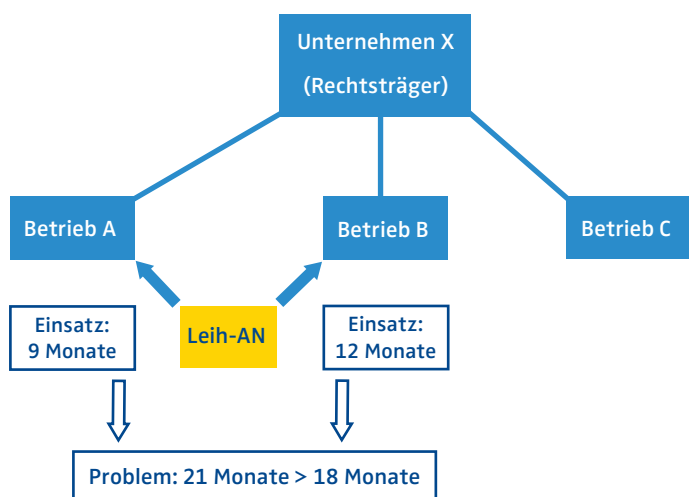 Unternehmen X
(Rechtsträger)
Betrieb A
Betrieb B
Betrieb C
Einsatz:
9 Monate
Leih-AN
Einsatz:
12 Monate
Problem: 21 Monate > 18 Monate